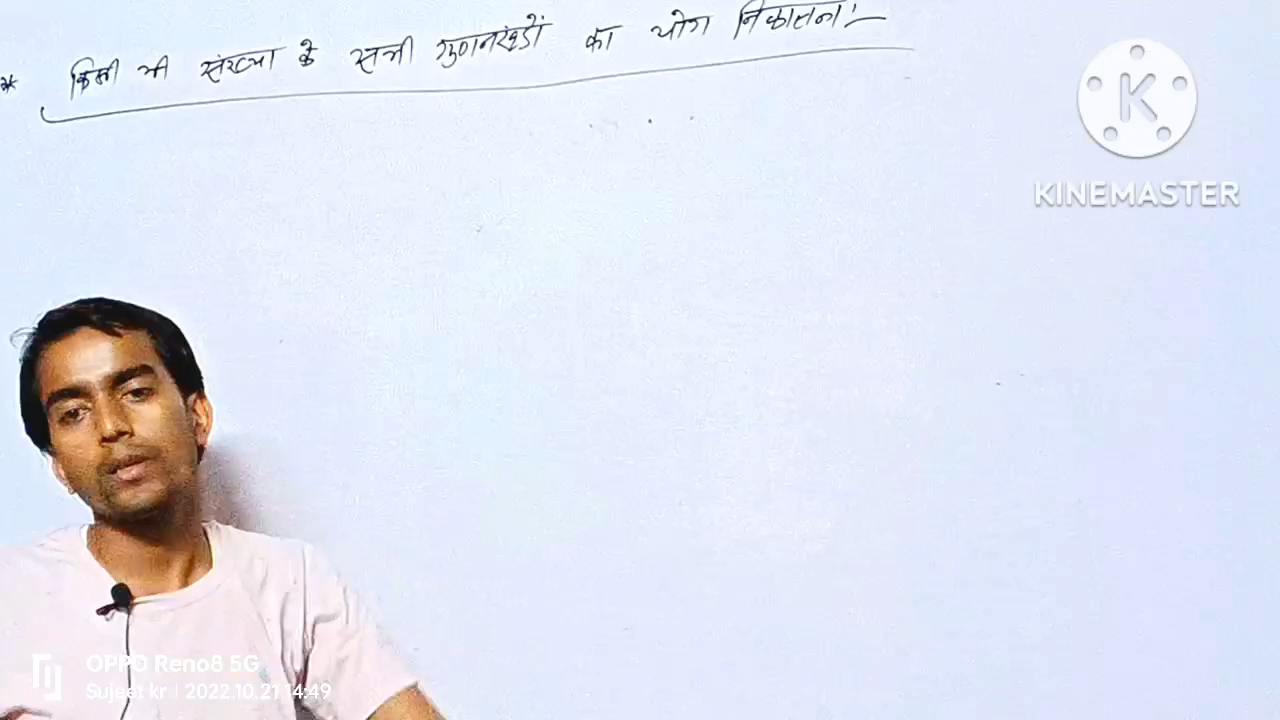 * किसी भी संख्या के सभी गुणनखंडों का योग निकालना:-
K
KINEMASTER
OPPO Reno8 5G
Sujeet kr | 2022.10.21 14:49